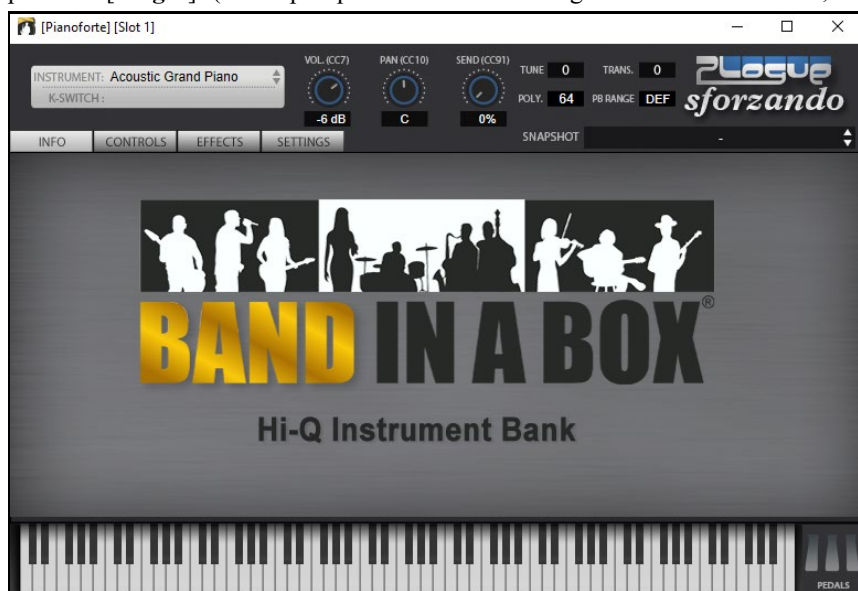 [Pianoforte] [Slot 1]
INSTRUMENT: Acoustic Grand Piano
K-SWITCH :
VOL. (CC7)
-6 dB
PAN (CC10)
C
SEND (CC91)
0%
TUNE 0 TRANS. 0
POLY. 64 PB RANGE DEF
Plogue
sforzando
SNAPSHOT -
INFO CONTROLS EFFECTS SETTINGS
BAND IN A BOX®
Hi-Q Instrument Bank
PEDALS